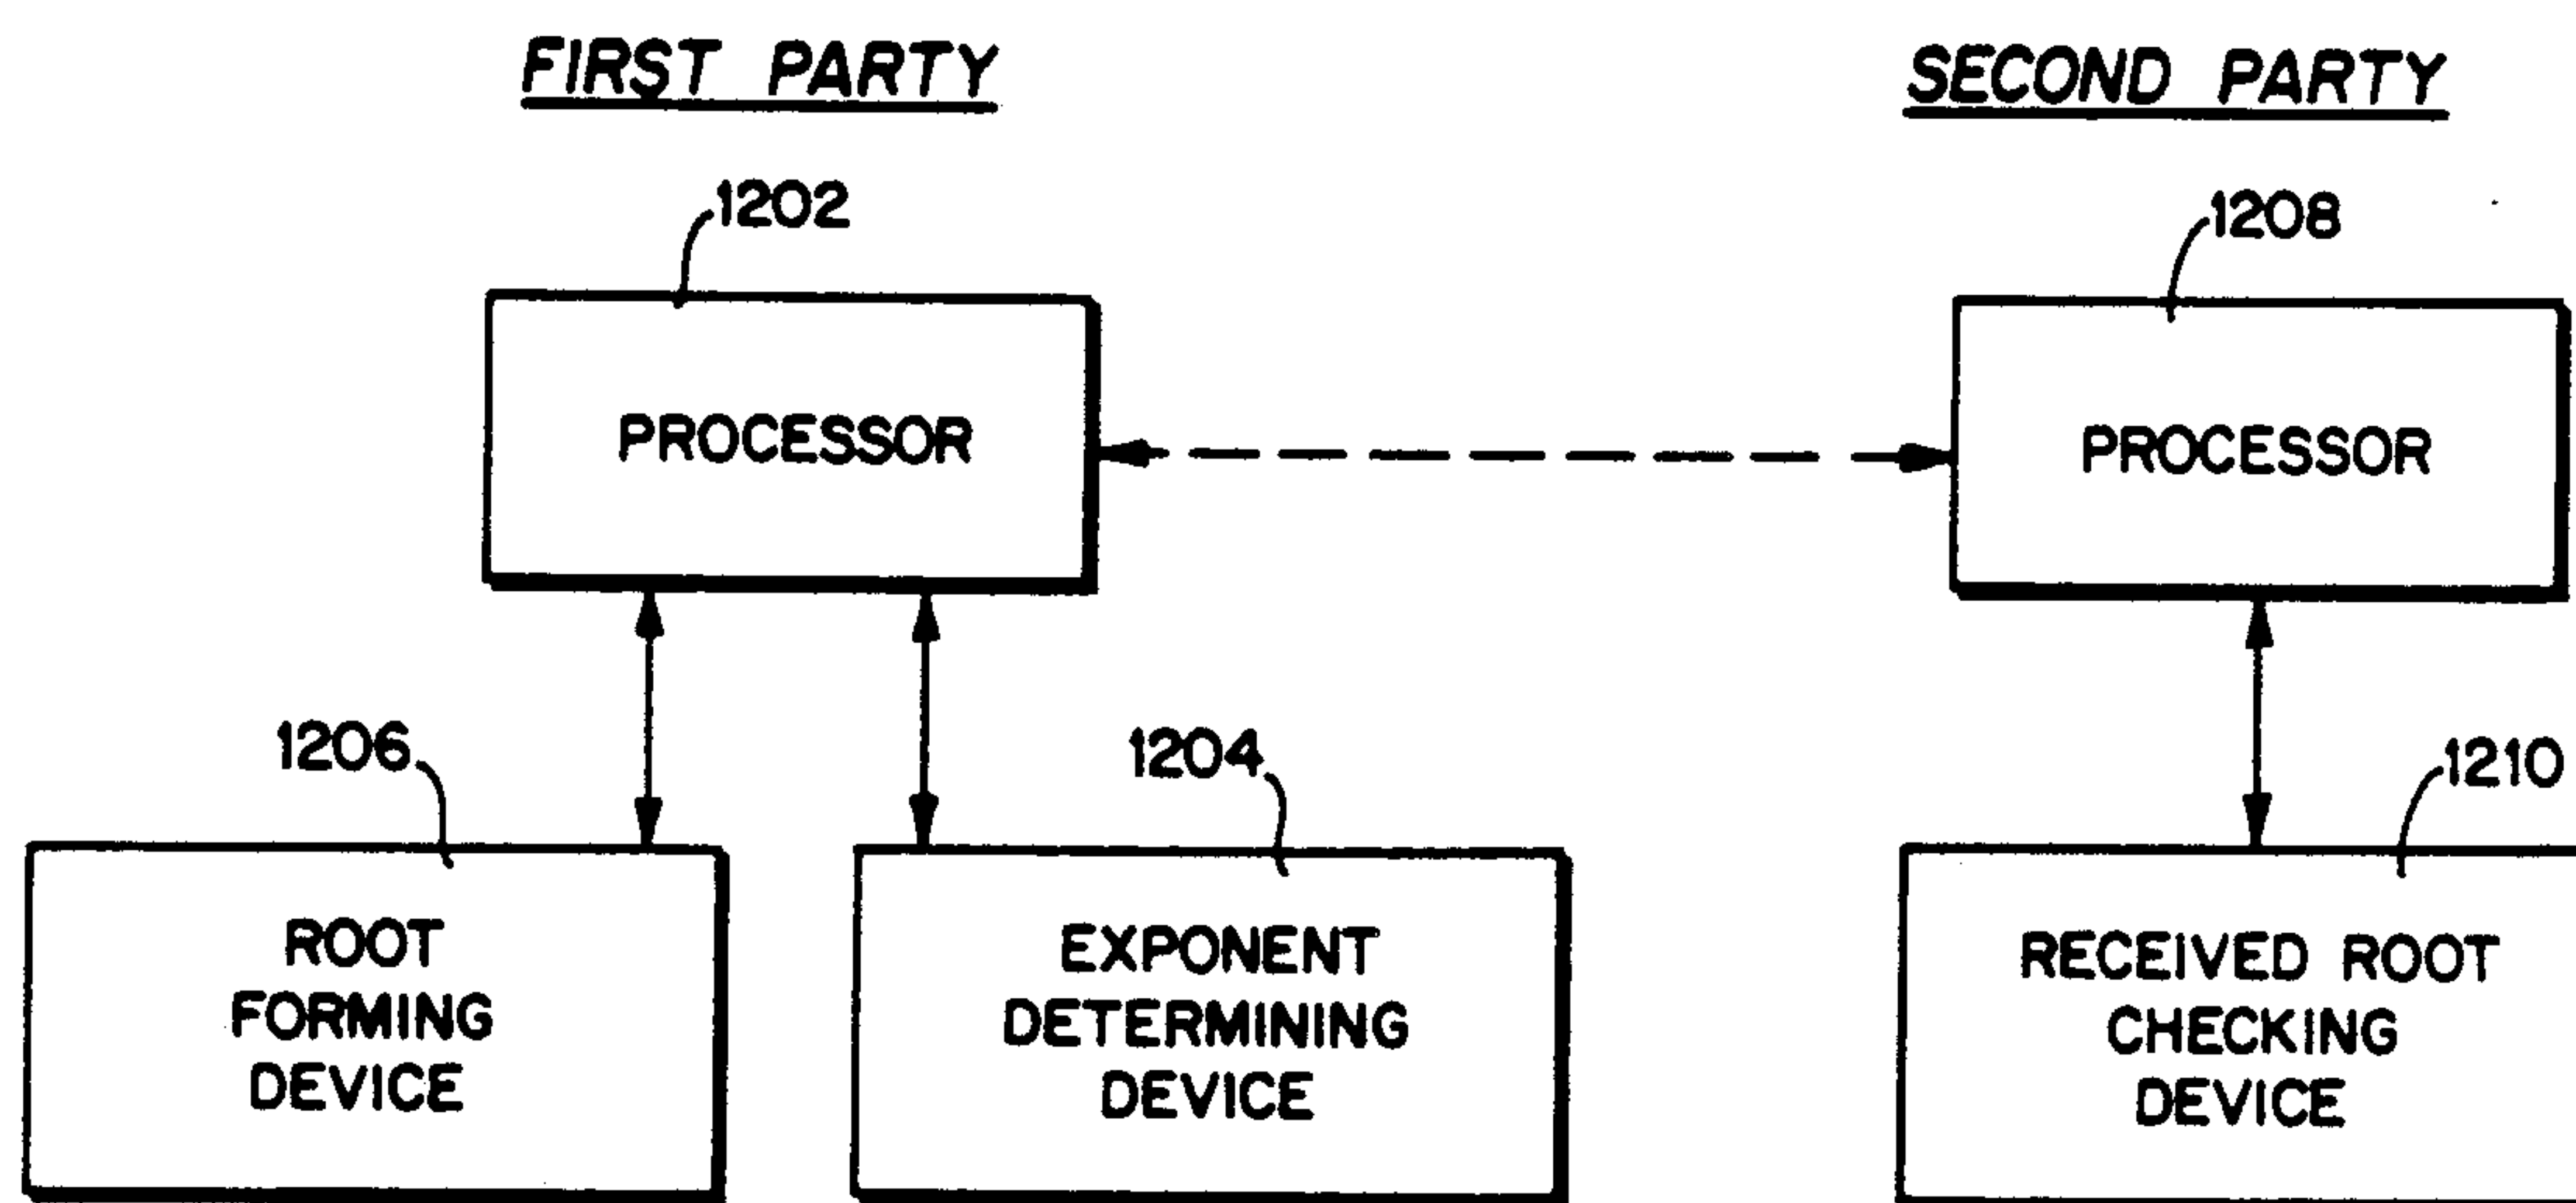 FIRST PARTY
SECOND PARTY
1202
1208
PROCESSOR
PROCESSOR
1206
1204
1210
ROOT
FORMING
DEVICE
EXPONENT
DETERMINING
DEVICE
RECEIVED ROOT
CHECKING
DEVICE